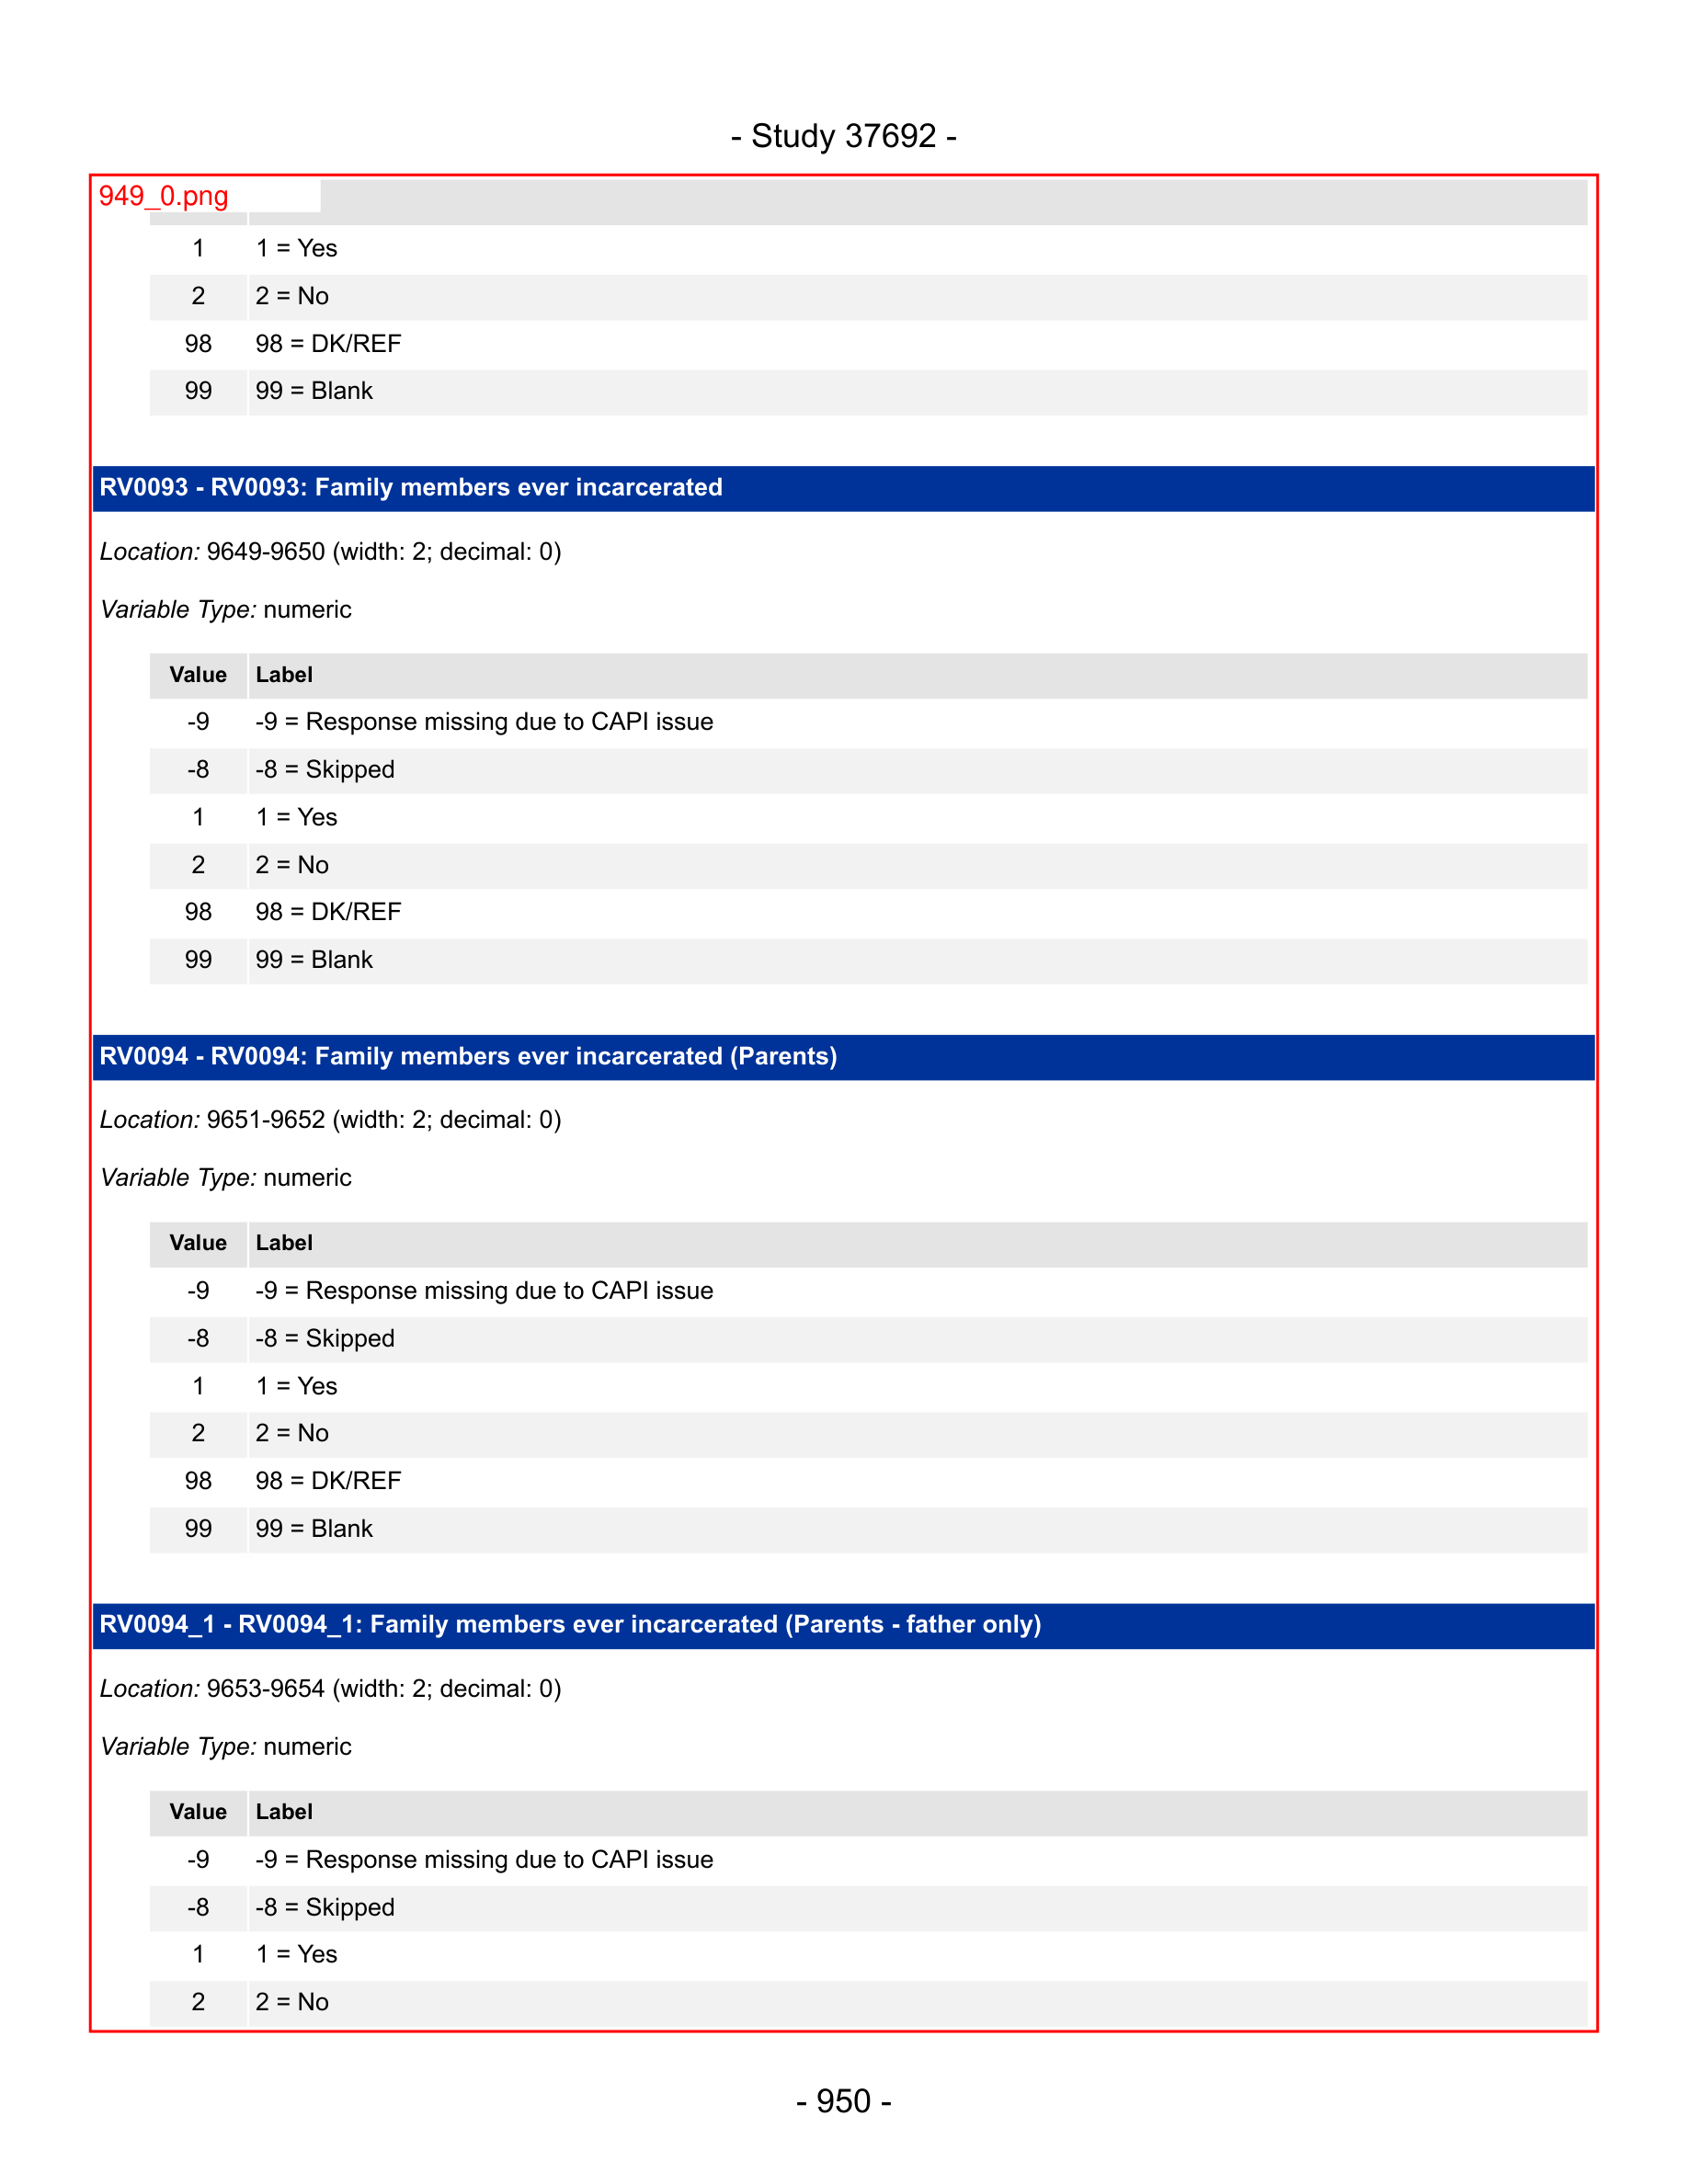 - Study 37692 -
949_0.png
1 1 = Yes
2 2 = No
98 98 = DK/REF
99 99 = Blank
RV0093 - RV0093: Family members ever incarcerated
Location: 9649-9650 (width: 2; decimal: 0)
Variable Type: numeric
Value Label
-9 -9 = Response missing due to CAPI issue
-8 -8 = Skipped
1 1 = Yes
2 2 = No
98 98 = DK/REF
99 99 = Blank
RV0094 - RV0094: Family members ever incarcerated (Parents)
Location: 9651-9652 (width: 2; decimal: 0)
Variable Type: numeric
Value Label
-9 -9 = Response missing due to CAPI issue
-8 -8 = Skipped
1 1 = Yes
2 2 = No
98 98 = DK/REF
99 99 = Blank
RV0094_1 - RV0094_1: Family members ever incarcerated (Parents - father only)
Location: 9653-9654 (width: 2; decimal: 0)
Variable Type: numeric
Value Label
-9 -9 = Response missing due to CAPI issue
-8 -8 = Skipped
1 1 = Yes
2 2 = No
- 950 -